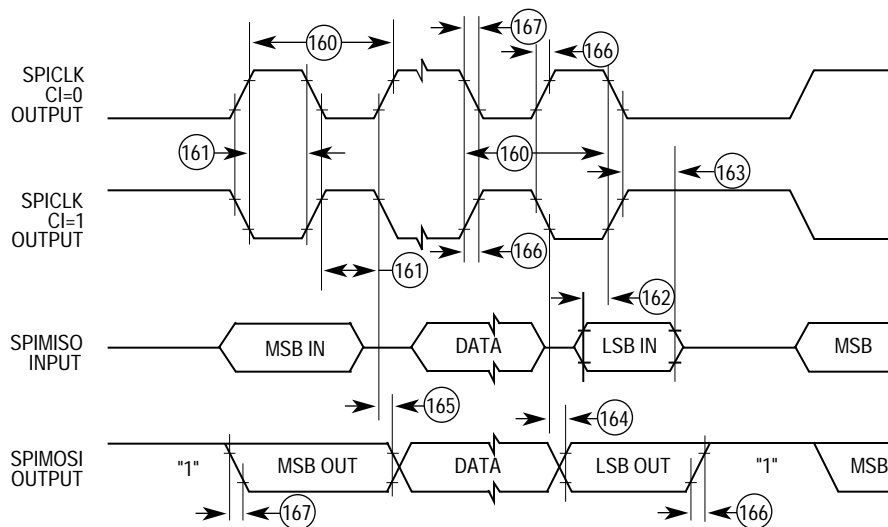 167
160
166
SPICLK
CI=0
OUTPUT
161
160
163
SPICLK
CI=1
OUTPUT
161
166
162
SPIMISO
INPUT
MSB IN
DATA
LSB IN
MSB
165
164
SPIMOSI
OUTPUT
"1"
MSB OUT
DATA
LSB OUT
"1"
MSB
167
166